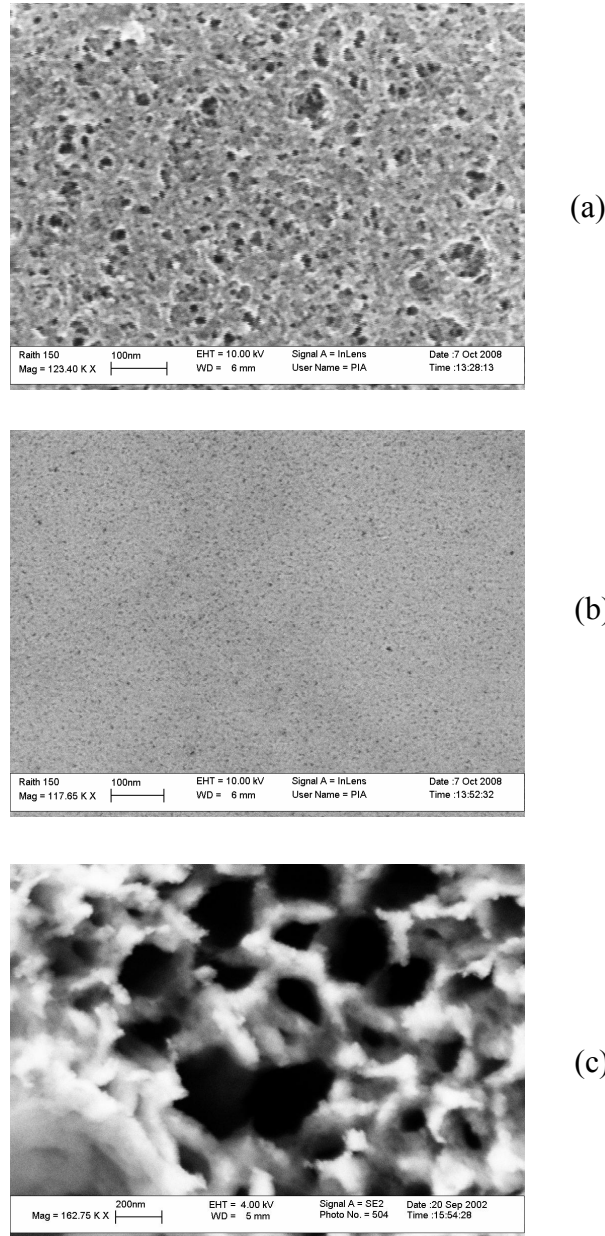 (a)
Raith 150 100nm EHT = 10.00 kV Signal A = InLens Date :7 Oct 2008
Mag = 123.40 K X WD = 6 mm User Name = PIA Time :13:28:13
(b)
Raith 150 100nm EHT = 10.00 kV Signal A = InLens Date :7 Oct 2008
Mag = 117.65 K X WD = 6 mm User Name = PIA Time :13:52:32
(c)
200nm EHT = 4.00 kV Signal A = SE2 Date :20 Sep 2002
Mag = 162.75 K X WD = 5 mm Photo No. = 504 Time :15:54:28